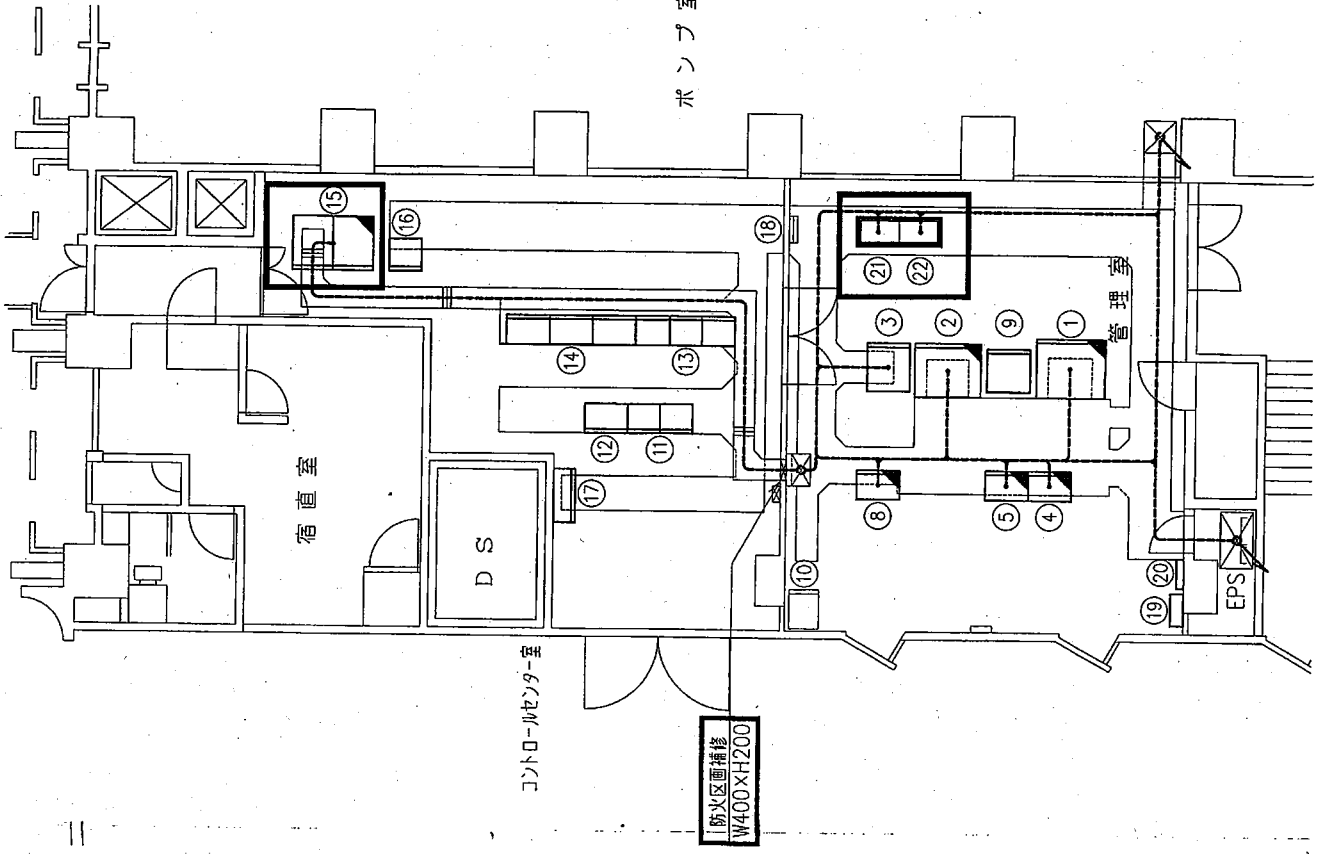 ポンプ室
⑮
⑯
⑱
㉑
㉒
③
②
⑨
①
管理室
⑭
⑬
⑫
⑪
⑰
宿直室
DS
⑧
⑤
④
⑩
⑳
⑲
EPS
コントロールセンター室
防火区画補修
W400×H200